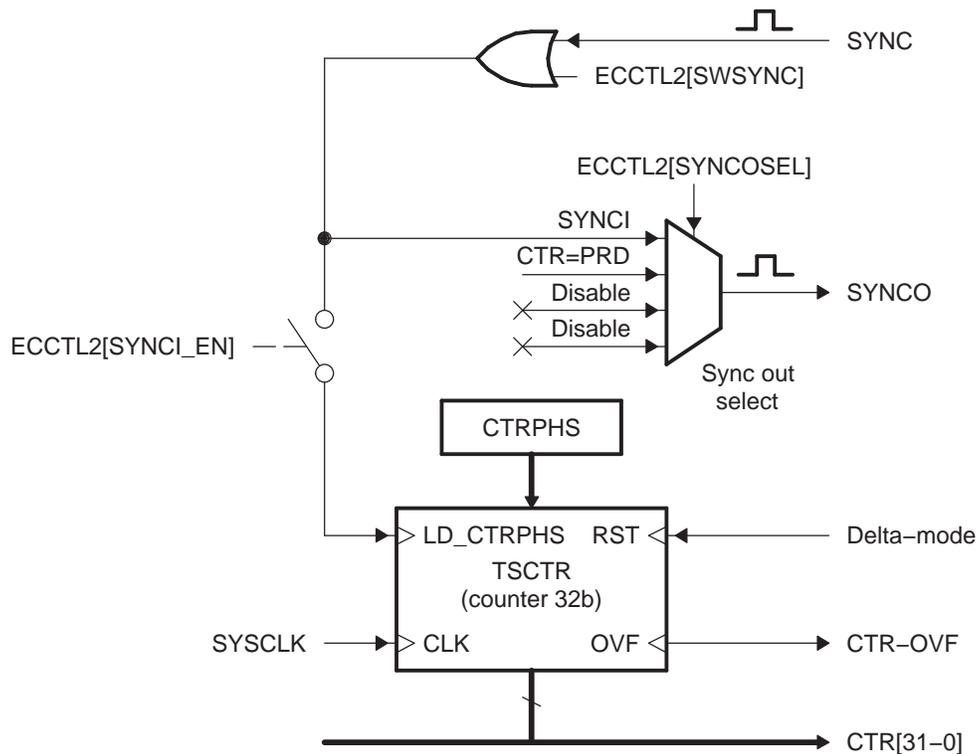 SYNC
ECCTL2[SWSYNC]
ECCTL2[SYNCOSEL]
SYNCI
CTR=PRD
Disable
SYNCO
Disable
ECCTL2[SYNCI_EN]
Sync out
select
CTRPHS
LD_CTRPHS
RST
Delta−mode
TSCTR
(counter 32b)
SYSCLK
CLK
OVF
CTR−OVF
CTR[31−0]